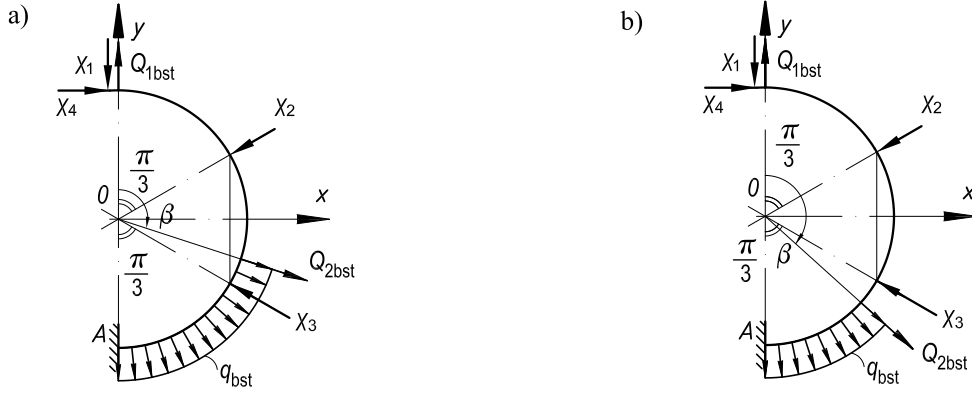 a)
y
X1
Q1bst
X4
X2
π
3
0
x
β
π
3
Q2bst
X3
A
qbst
b)
y
X1
Q1bst
X4
X2
π
3
0
x
β
π
3
X3
A
Q2bst
qbst